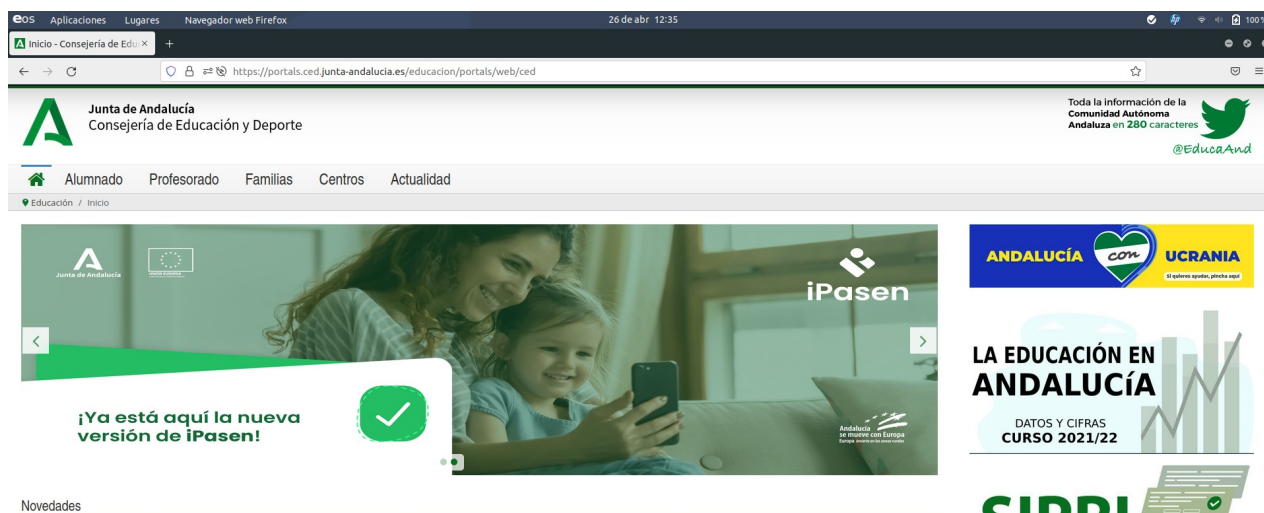 eos Aplicaciones Lugares Navegador web Firefox 26 de abr 12:35 100 %
Inicio - Consejería de Edu
https://portals.ced.junta-andalucia.es/educacion/portals/web/ced
Junta de Andalucía
Consejería de Educación y Deporte
Toda la información de la
Comunidad Autónoma
Andaluza en 280 caracteres
@EducaAnd
Alumnado Profesorado Familias Centros Actualidad
Educación / Inicio
Junta de Andalucía
iPasen
¡Ya está aquí la nueva
versión de iPasen!
Andalucía
se mueve con Europa
ANDALUCÍA con UCRANIA
Si quieres ayudar, pincha aquí
LA EDUCACIÓN EN
ANDALUCÍA
DATOS Y CIFRAS
CURSO 2021/22
Novedades